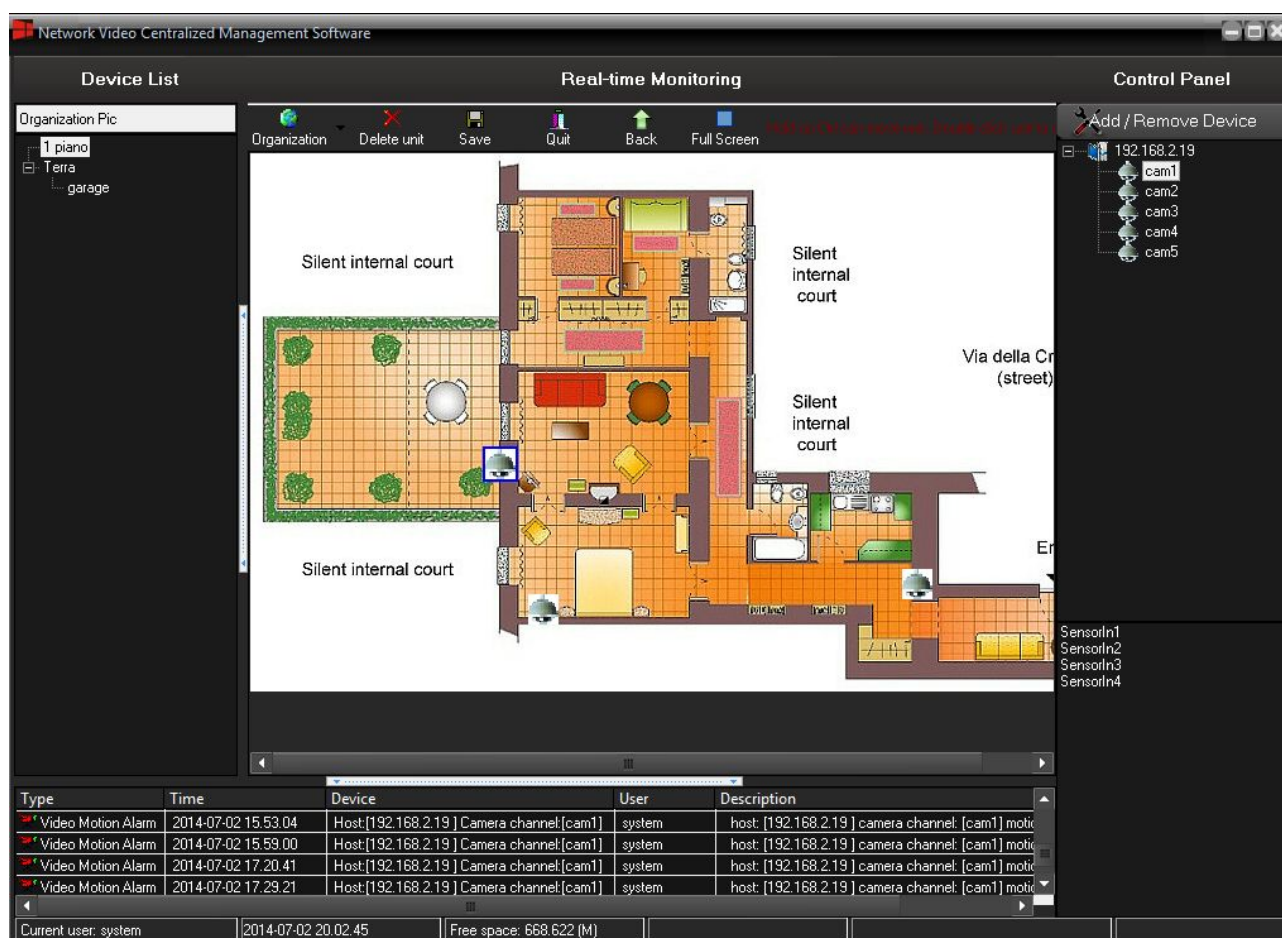 Network Video Centralized Management Software
Device List
Real-time Monitoring
Control Panel
Organization Pic
1 piano
Terra
garage
Organization
Delete unit
Save
Quit
Back
Full Screen
Add / Remove Device
192.168.2.19
cam1
cam2
cam3
cam4
cam5
Silent internal court
Silent
internal
court
Via della Cr
(street)
Silent
internal
court
Silent internal court
Er
SensorIn1
SensorIn2
SensorIn3
SensorIn4
Type Time Device User Description
Video Motion Alarm 2014-07-02 15.53.04 Host:[192.168.2.19 ] Camera channel:[cam1] system host: [192.168.2.19 ] camera channel: [cam1] motic
Video Motion Alarm 2014-07-02 15.59.00 Host:[192.168.2.19 ] Camera channel:[cam1] system host: [192.168.2.19 ] camera channel: [cam1] motic
Video Motion Alarm 2014-07-02 17.20.41 Host:[192.168.2.19 ] Camera channel:[cam1] system host: [192.168.2.19 ] camera channel: [cam1] motic
Video Motion Alarm 2014-07-02 17.29.21 Host:[192.168.2.19 ] Camera channel:[cam1] system host: [192.168.2.19 ] camera channel: [cam1] motic
Current user: system 2014-07-02 20.02.45 Free space: 668.622 (M)